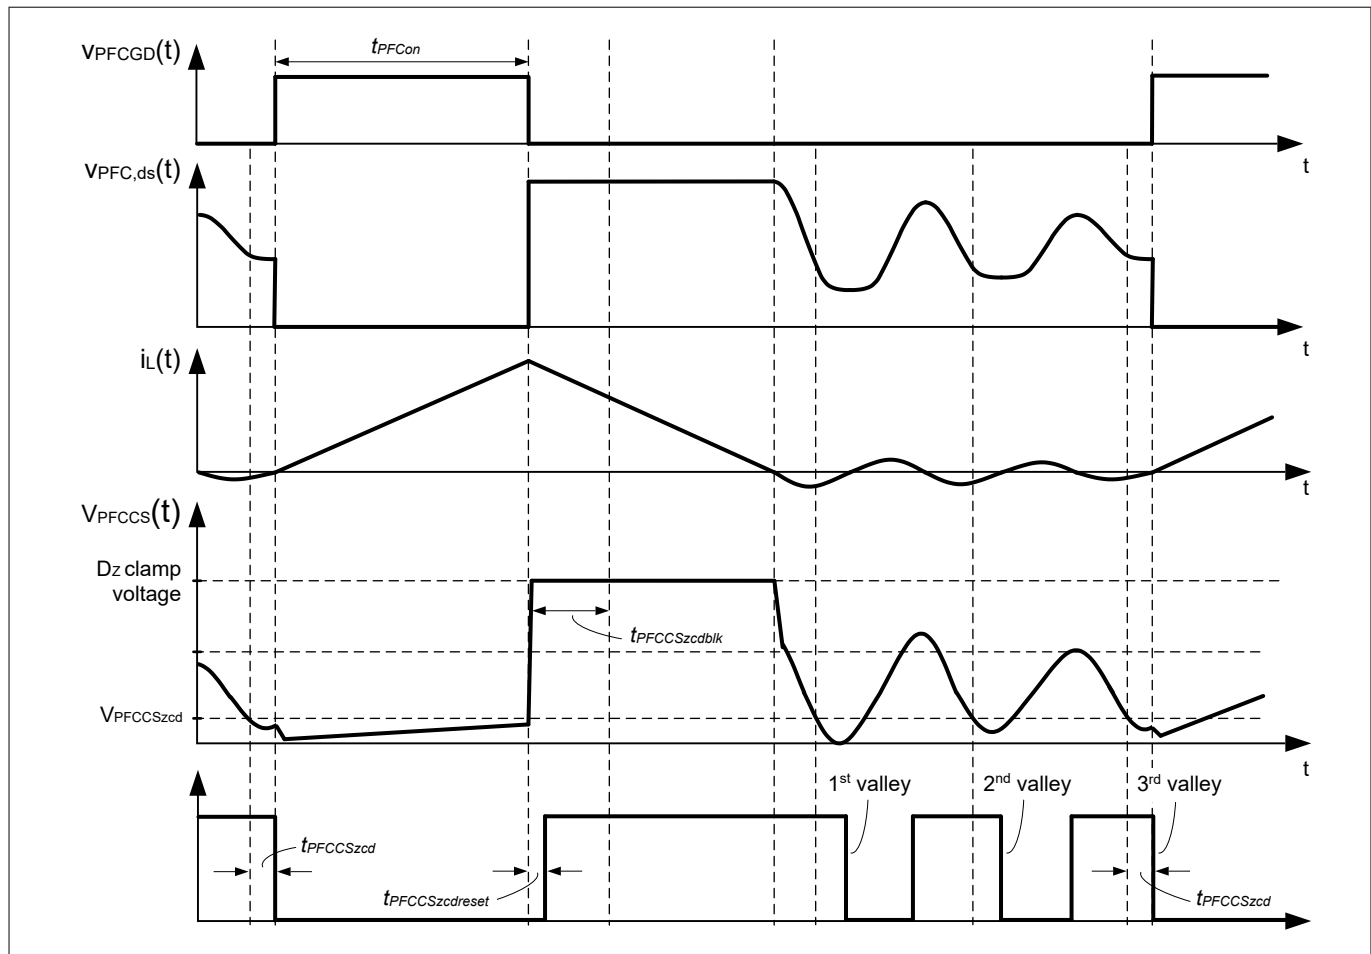 vPFCGD(t)
tPFCon
t
vPFC,ds(t)
t
iL(t)
t
VPFCCS(t)
Dz clamp
voltage
tPFCCSzcdblk
VPFCCSzcd
t
1st valley
2nd valley
3rd valley
tPFCCSzcd
tPFCCSzcdreset
tPFCCSzcd